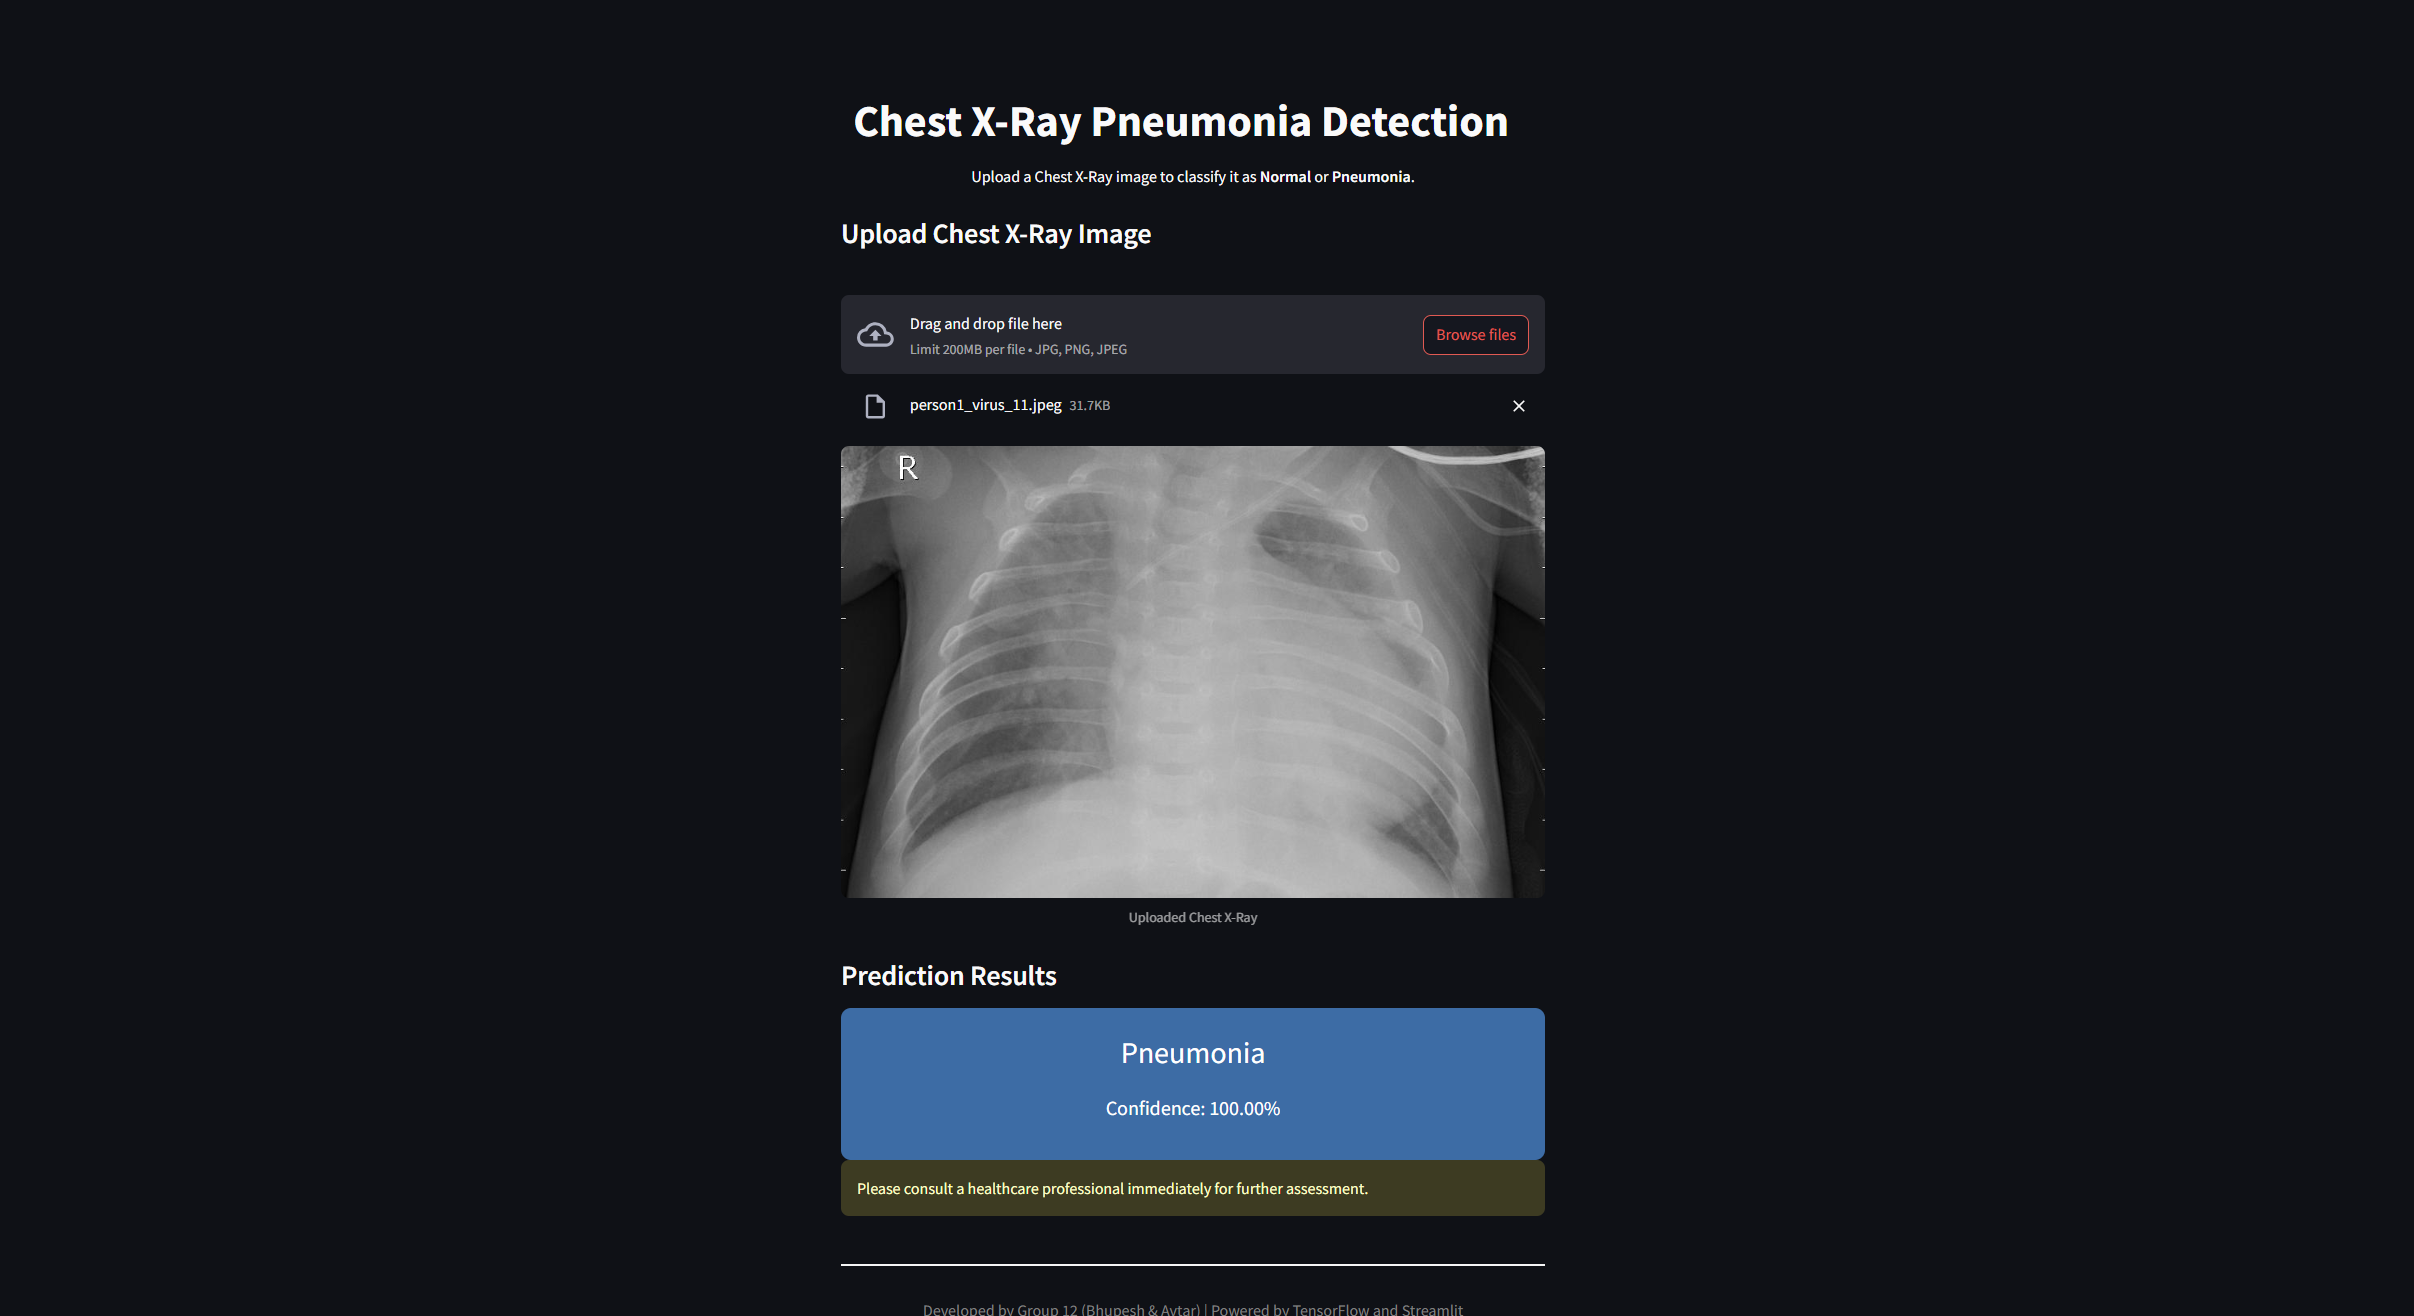 Chest X-Ray Pneumonia Detection
Upload a Chest X-Ray image to classify it as Normal or Pneumonia.
Upload Chest X-Ray Image
Drag and drop file here
Limit 200MB per file • JPG, PNG, JPEG
Browse files
person1_virus_11.jpeg 31.7KB
R
Uploaded Chest X-Ray
Prediction Results
Pneumonia
Confidence: 100.00%
Please consult a healthcare professional immediately for further assessment.
Developed by Group 12 (Bhupesh & Avtar) | Powered by TensorFlow and Streamlit